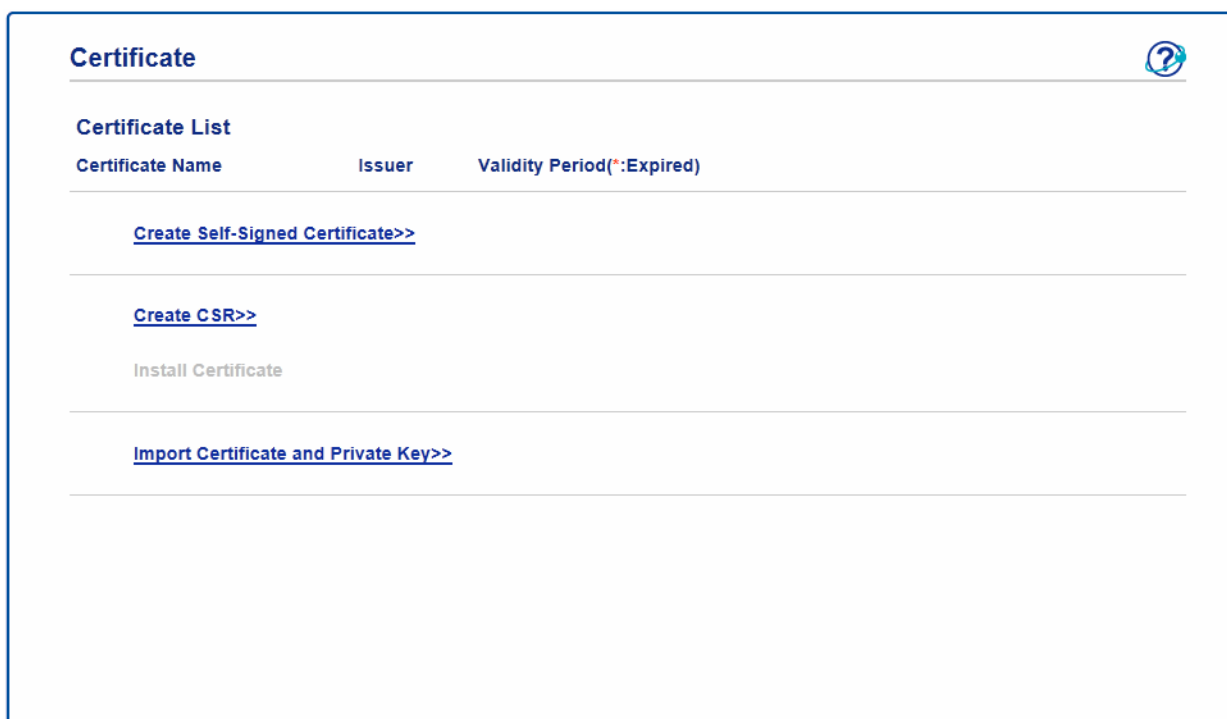 Certificate
Certificate List
Certificate Name Issuer Validity Period(*:Expired)
Create Self-Signed Certificate>>
Create CSR>>
Install Certificate
Import Certificate and Private Key>>